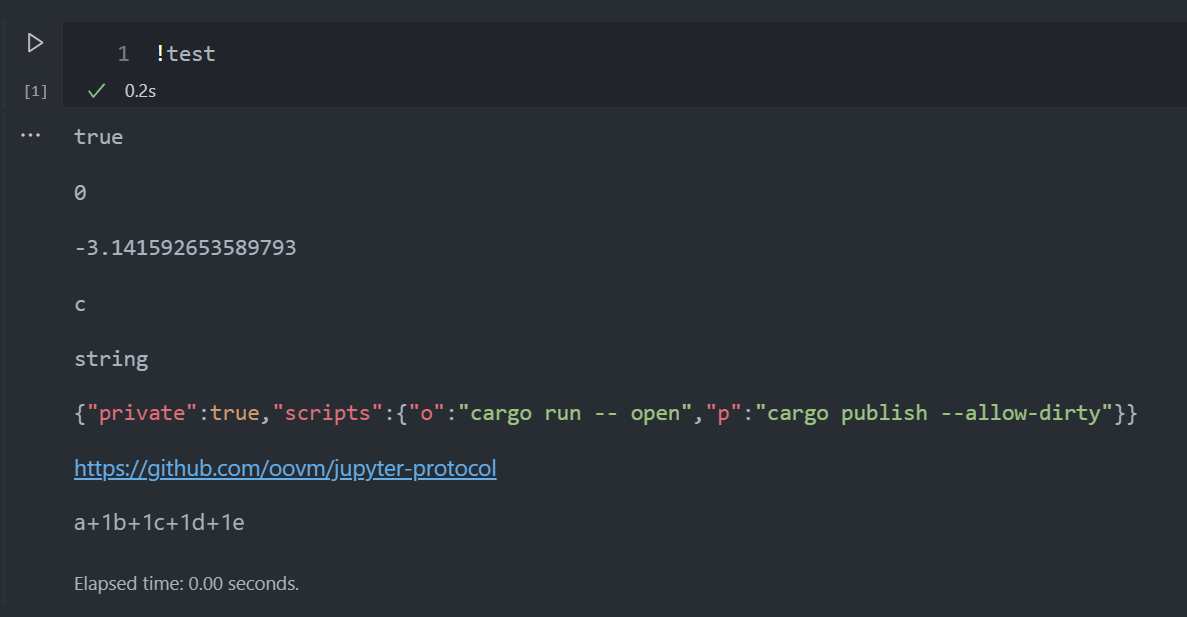 1 !test
[1] 0.2s
true
0
-3.141592653589793
c
string
{"private":true,"scripts":{"o":"cargo run -- open","p":"cargo publish --allow-dirty"}}
https://github.com/oovm/jupyter-protocol
a+1b+1c+1d+1e
Elapsed time: 0.00 seconds.